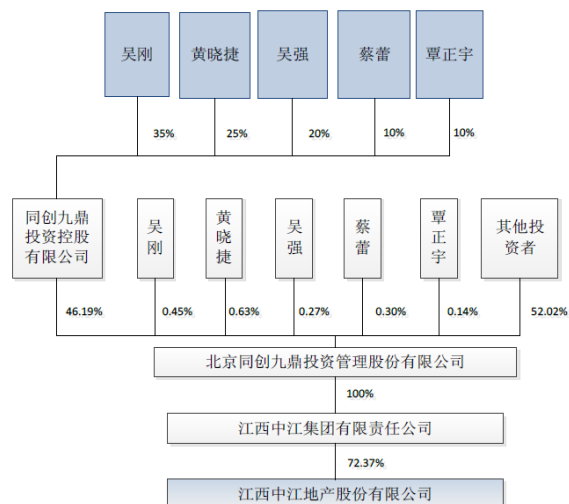 吴刚
黄晓捷
吴强
蔡蕾
覃正宇
35%
25%
20%
10%
10%
同创九鼎
投资控股
有限公司
吴
刚
黄
晓
捷
吴
强
蔡
蕾
覃
正
宇
其他投
资者
46.19%
0.45%
0.63%
0.27%
0.30%
0.14%
52.02%
北京同创九鼎投资管理股份有限公司
100%
江西中江集团有限责任公司
72.37%
江西中江地产股份有限公司